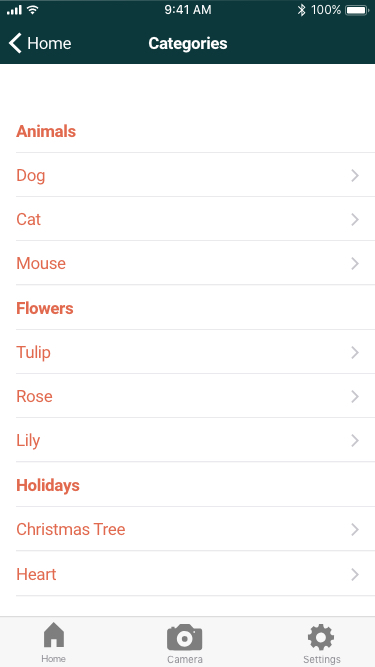 9:41 AM 100%
Home Categories
Animals
Dog
Cat
Mouse
Flowers
Tulip
Rose
Lily
Holidays
Christmas Tree
Heart
Home Camera Settings